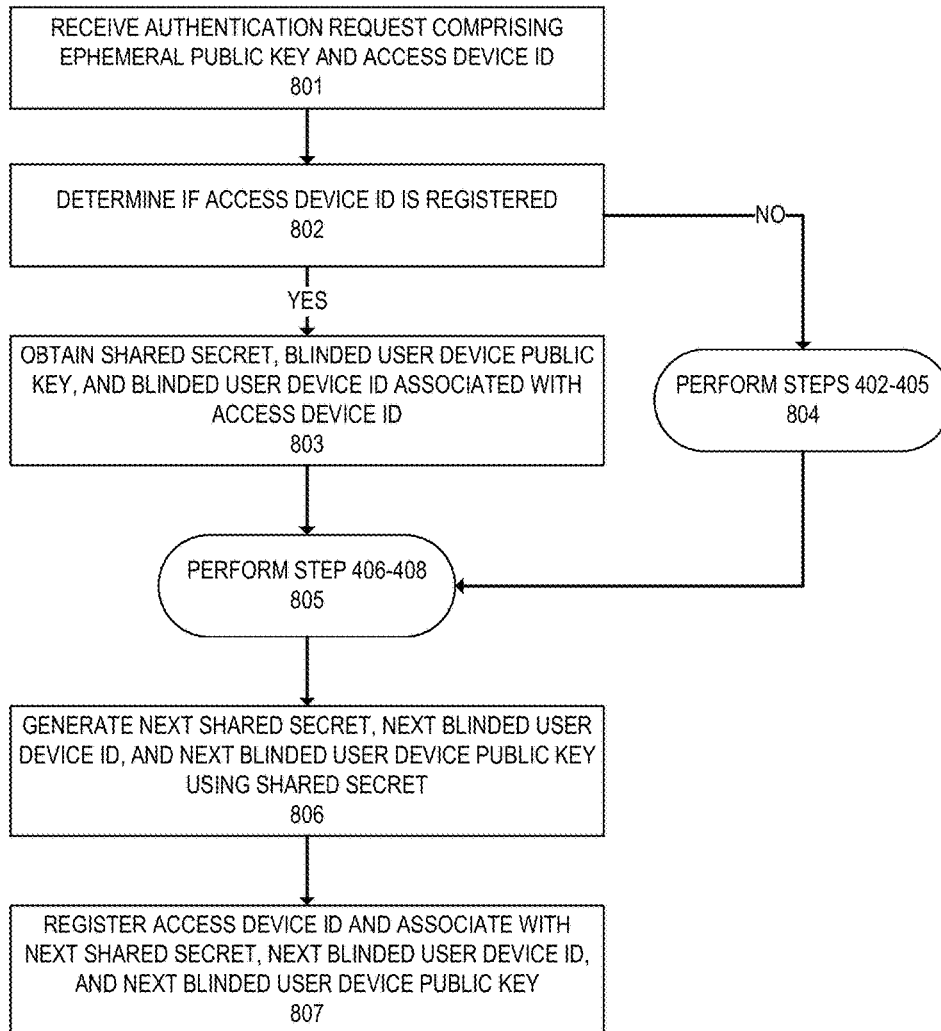 RECEIVE AUTHENTICATION REQUEST COMPRISING
EPHEMERAL PUBLIC KEY AND ACCESS DEVICE ID
801
DETERMINE IF ACCESS DEVICE ID IS REGISTERED
802
NO
YES
OBTAIN SHARED SECRET, BLINDED USER DEVICE PUBLIC
KEY, AND BLINDED USER DEVICE ID ASSOCIATED WITH
ACCESS DEVICE ID
803
PERFORM STEPS 402-405
804
PERFORM STEP 406-408
805
GENERATE NEXT SHARED SECRET, NEXT BLINDED USER
DEVICE ID, AND NEXT BLINDED USER DEVICE PUBLIC KEY
USING SHARED SECRET
806
REGISTER ACCESS DEVICE ID AND ASSOCIATE WITH
NEXT SHARED SECRET, NEXT BLINDED USER DEVICE ID,
AND NEXT BLINDED USER DEVICE PUBLIC KEY
807